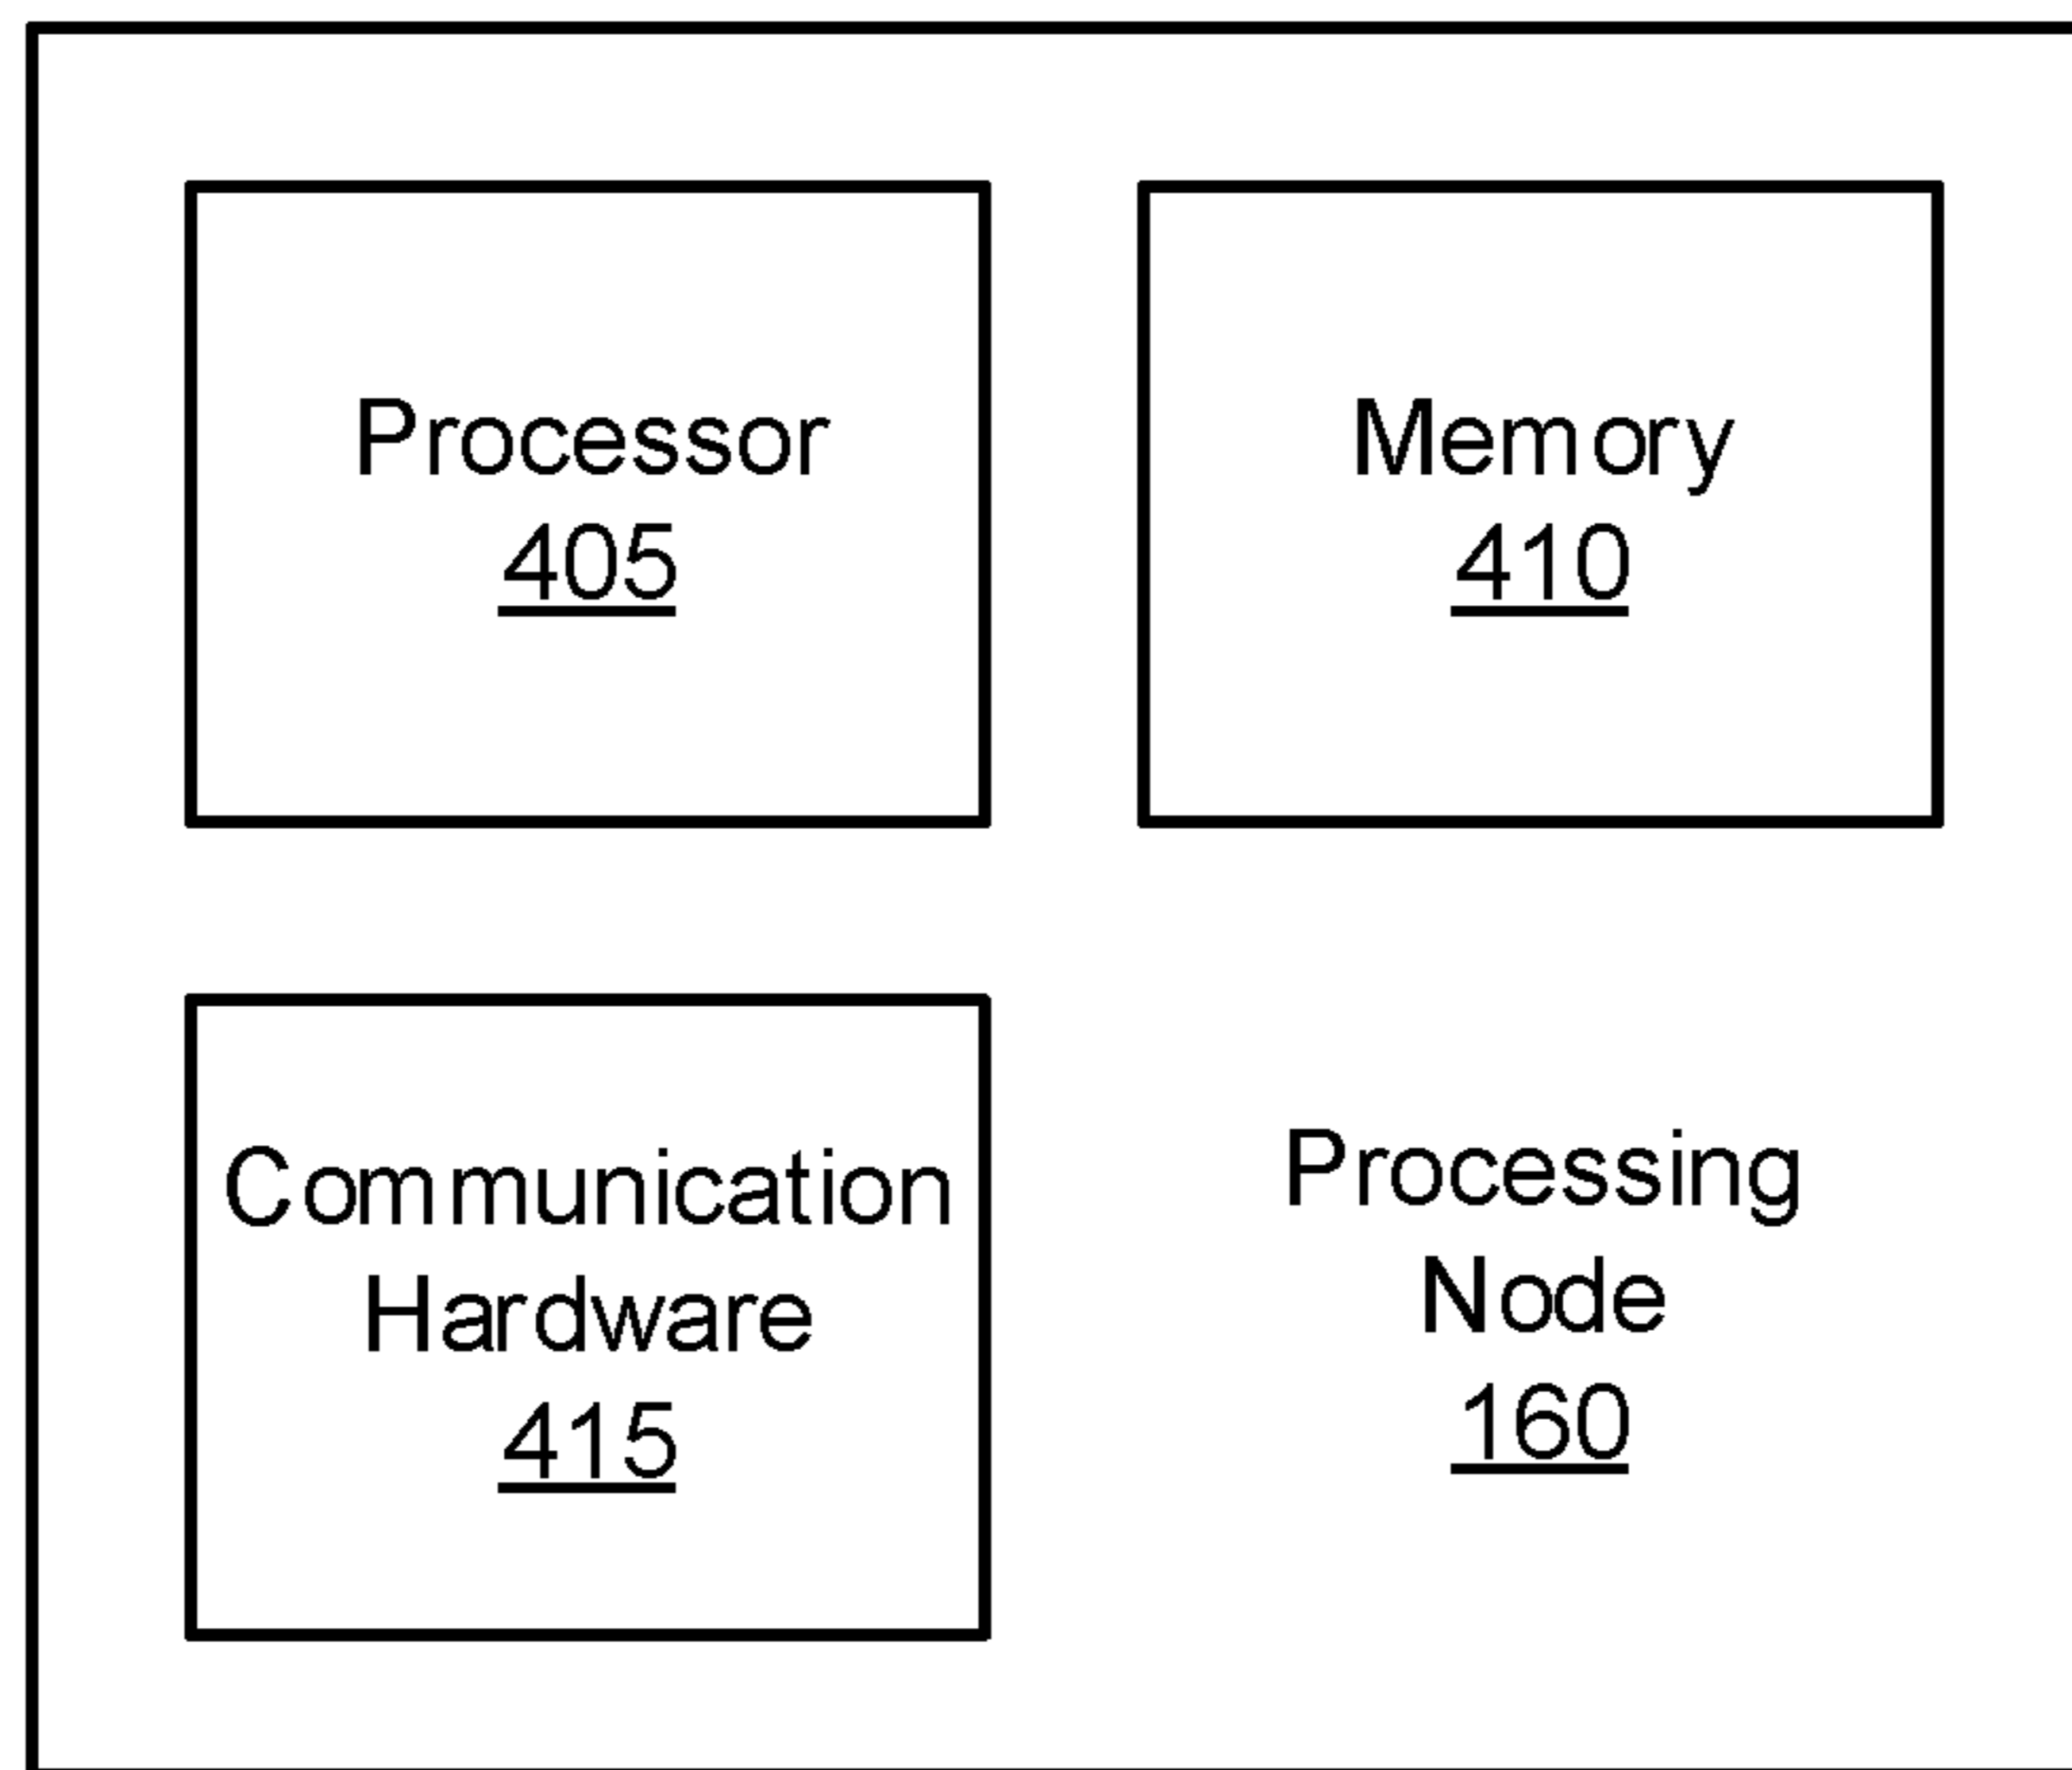 Processor
405
Memory
410
Communication
Hardware
415
Processing
Node
160